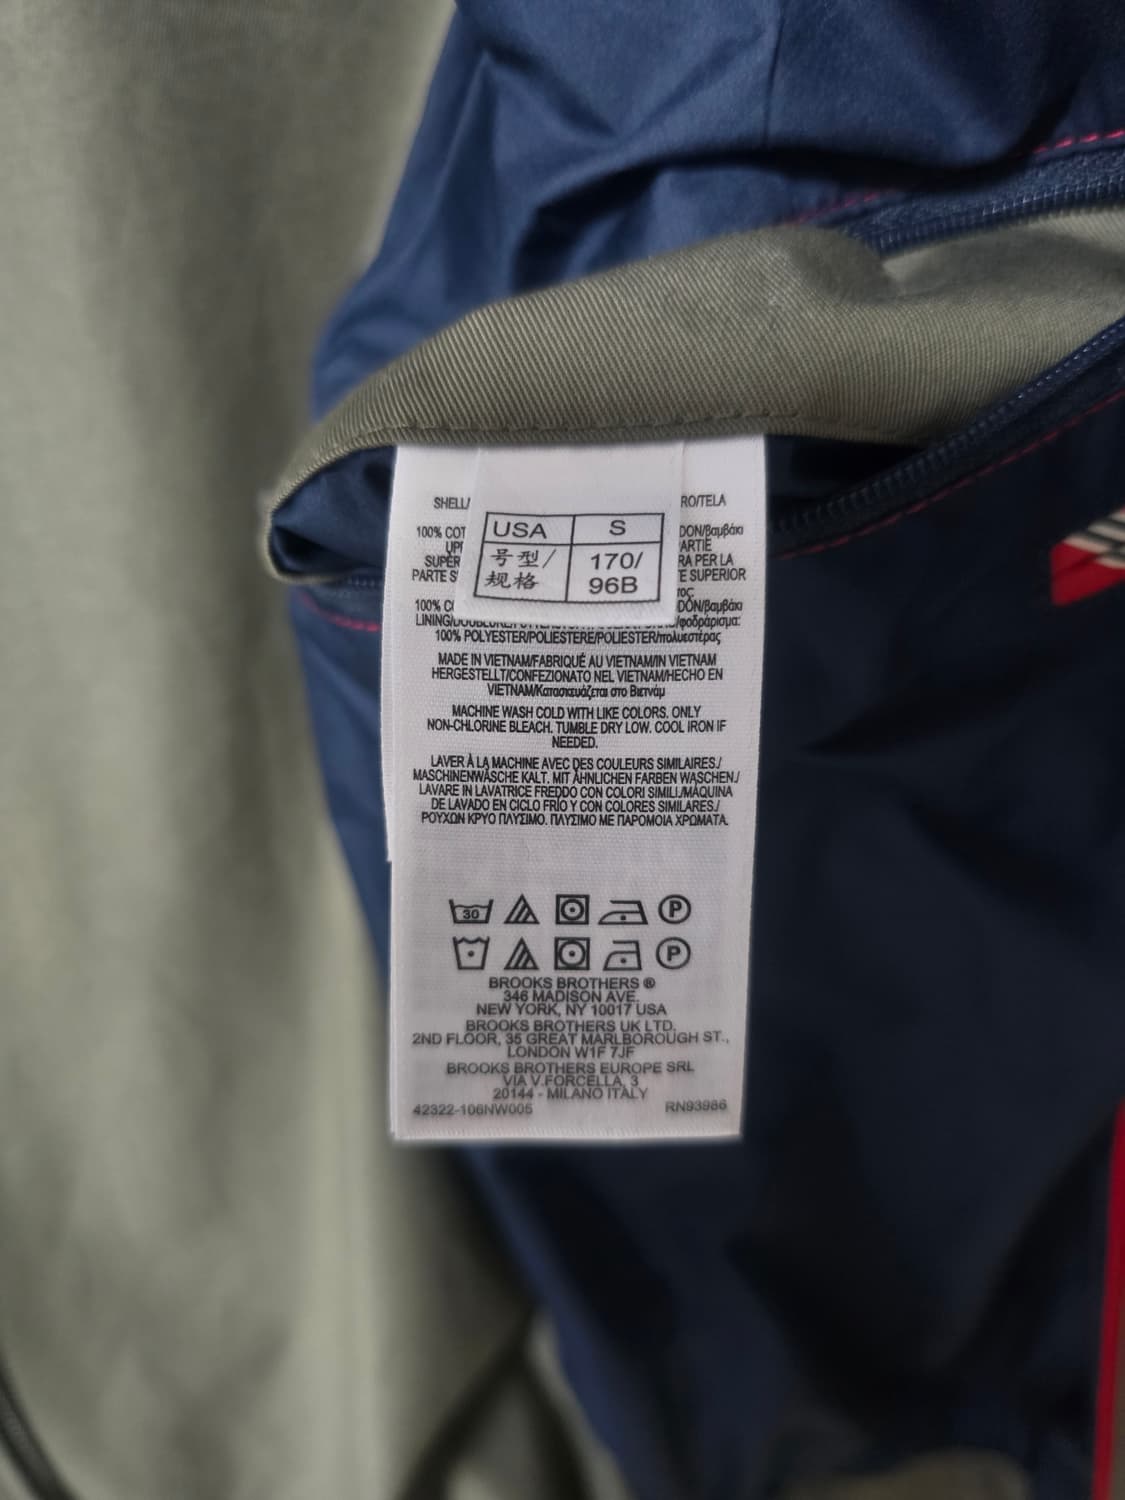 SHELL/
RO/TELA
USA S
号型/ 170/
规格 96B
100% COT
DON/Βαμβάκι
UPP
ARTIE
SUPER
RA PER LA
PARTE S
E SUPERIOR
100% C
DON/Βαμβάκι
LINING/ /φοδράρισμα:
100% POLYESTER/POLIESTERE/POLIESTER/πολυεστέρας
MADE IN VIETNAM/FABRIQUÉ AU VIETNAM/IN VIETNAM
HERGESTELLT/CONFEZIONATO NEL VIETNAM/HECHO EN
VIETNAM/Κατασκευάζεται στο Βιετνάμ
MACHINE WASH COLD WITH LIKE COLORS. ONLY
NON-CHLORINE BLEACH. TUMBLE DRY LOW. COOL IRON IF
NEEDED.
LAVER À LA MACHINE AVEC DES COULEURS SIMILAIRES./
MASCHINENWÄSCHE KALT. MIT ÄHNLICHEN FARBEN WASCHEN./
LAVARE IN LAVATRICE FREDDO CON COLORI SIMILI./MÁQUINA
DE LAVADO EN CICLO FRÍO Y CON COLORES SIMILARES./
ΡΟΥΧΩΝ ΚΡΥΟ ΠΛΥΣΙΜΟ. ΠΛΥΣΙΜΟ ΜΕ ΠΑΡΟΜΟΙΑ ΧΡΩΜΑΤΑ.
30 P
P
BROOKS BROTHERS ®
346 MADISON AVE.
NEW YORK, NY 10017 USA
BROOKS BROTHERS UK LTD.
2ND FLOOR, 35 GREAT MARLBOROUGH ST.,
LONDON W1F 7JF
BROOKS BROTHERS EUROPE SRL
VIA V.FORCELLA, 3
20144 - MILANO ITALY
42322-106NW005 RN93986